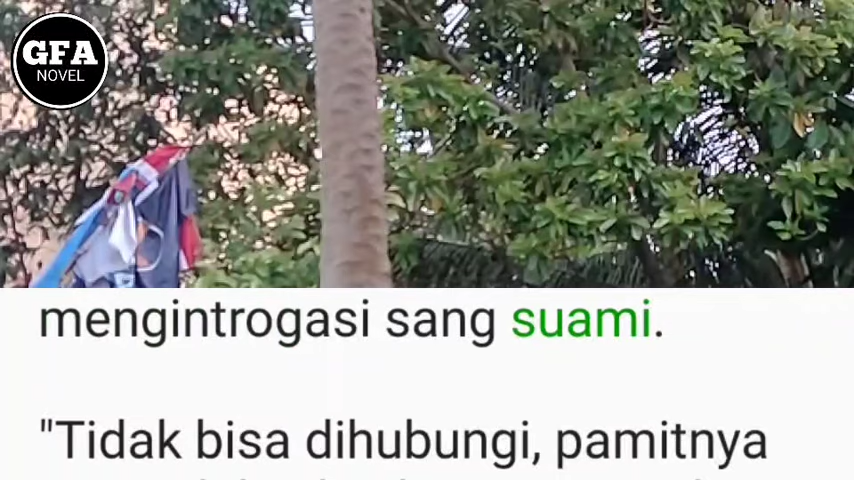 GFA
NOVEL
mengintrogasi sang suami.
"Tidak bisa dihubungi, pamitnya